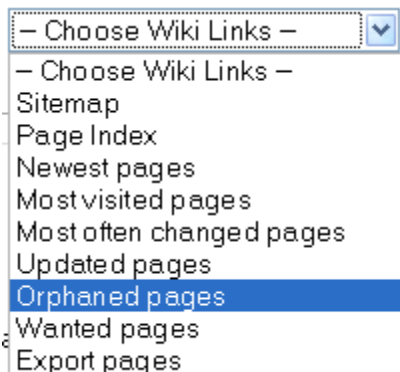 – Choose Wiki Links –
– Choose Wiki Links –
Sitemap
Page Index
Newest pages
Most visited pages
Most often changed pages
Updated pages
Orphaned pages
Wanted pages
Export pages